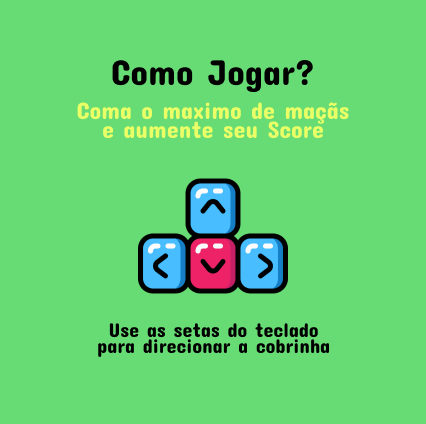 Como Jogar?
Coma o maximo de maçãs
e aumente seu Score
Use as setas do teclado
para direcionar a cobrinha